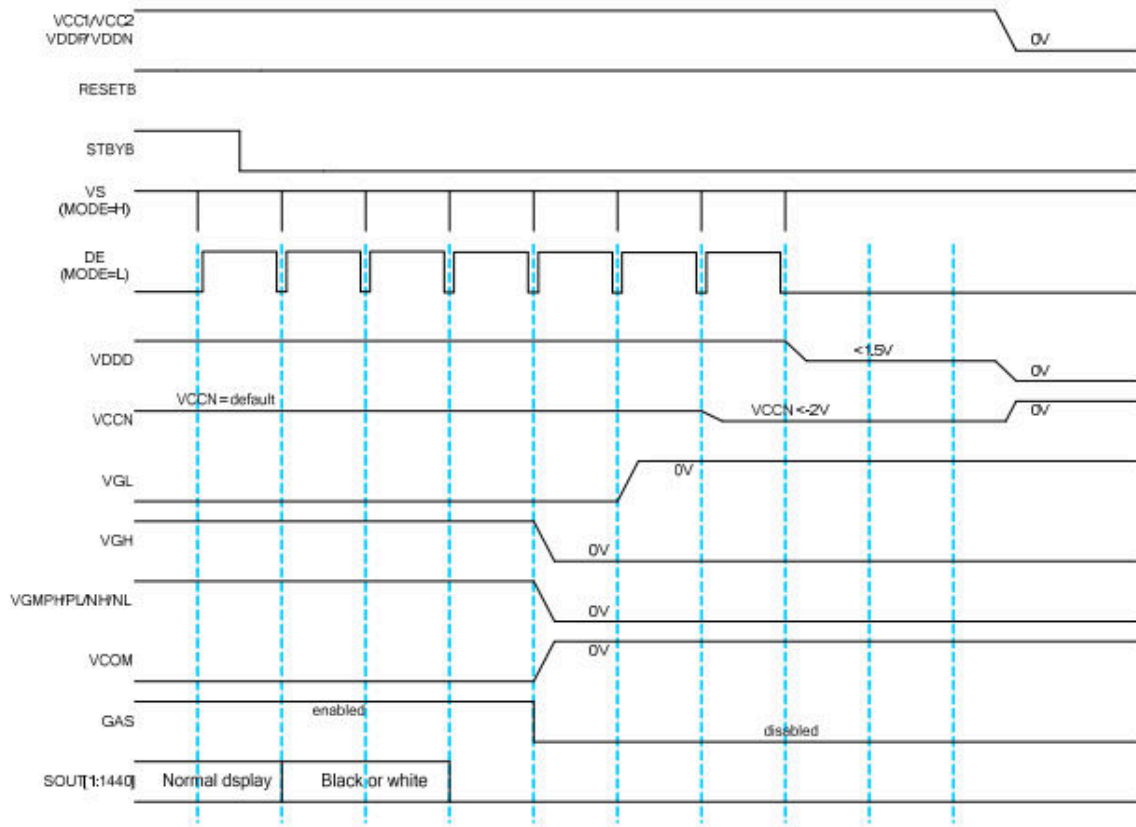 VCC1/VCC2
VDDP/VDDN
0V
RESETB
STBYB
VS
(MODE=H)
DE
(MODE=L)
VDDD
<1.5V
0V
VCCN = default
VCCN
VCCN <-2V
0V
VGL
0V
VGH
0V
VGMPH/PL/NH/NL
0V
VCOM
0V
GAS
enabled
disabled
SOUT[1:1440]
Normal dsplay
Black or white